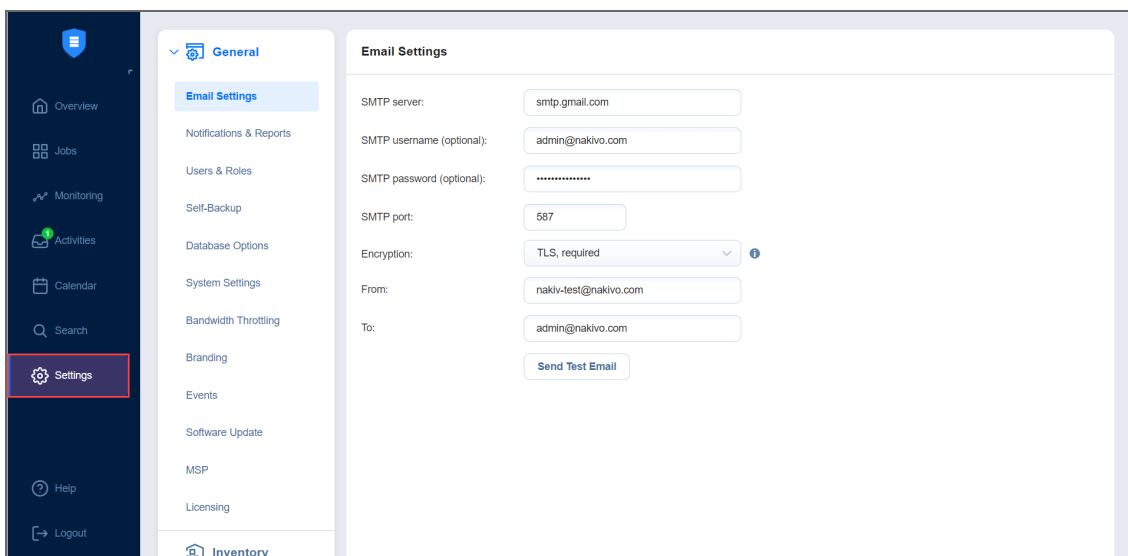 Overview
Jobs
Monitoring
1
Activities
Calendar
Search
Settings
Help
Logout
General
Email Settings
Notifications & Reports
Users & Roles
Self-Backup
Database Options
System Settings
Bandwidth Throttling
Branding
Events
Software Update
MSP
Licensing
Inventory
Email Settings
SMTP server: smtp.gmail.com
SMTP username (optional): admin@nakivo.com
SMTP password (optional): •••••••••••••••
SMTP port: 587
Encryption: TLS, required
From: nakiv-test@nakivo.com
To: admin@nakivo.com
Send Test Email